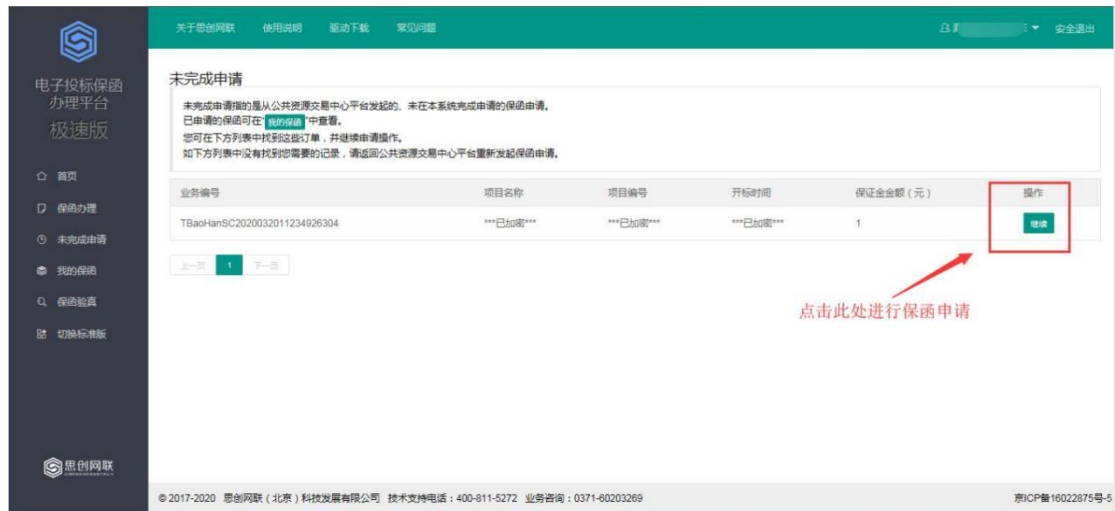 关于思创网联 使用说明 驱动下载 常见问题
安全退出
电子投标保函
办理平台
极速版
首页
保函办理
未完成申请
我的保函
保函验真
切换标准版
思创网联
未完成申请
未完成申请指的是从公共资源交易中心平台发起的、未在本系统完成申请的保函申请。
已申请的保函可在“我的保函”中查看。
您可在下方列表中找到这些订单，并继续申请操作。
如下方列表中没有找到您需要的记录，请返回公共资源交易中心平台重新发起保函申请。
业务编号 项目名称 项目编号 开标时间 保证金金额（元） 操作
TBaoHanSC2020032011234926304 ***已加密*** ***已加密*** ***已加密*** 1 继续
上一页 1 下一页
点击此处进行保函申请
© 2017-2020 思创网联（北京）科技发展有限公司 技术支持电话：400-811-5272 业务咨询：0371-60203269
京ICP备16022875号-5